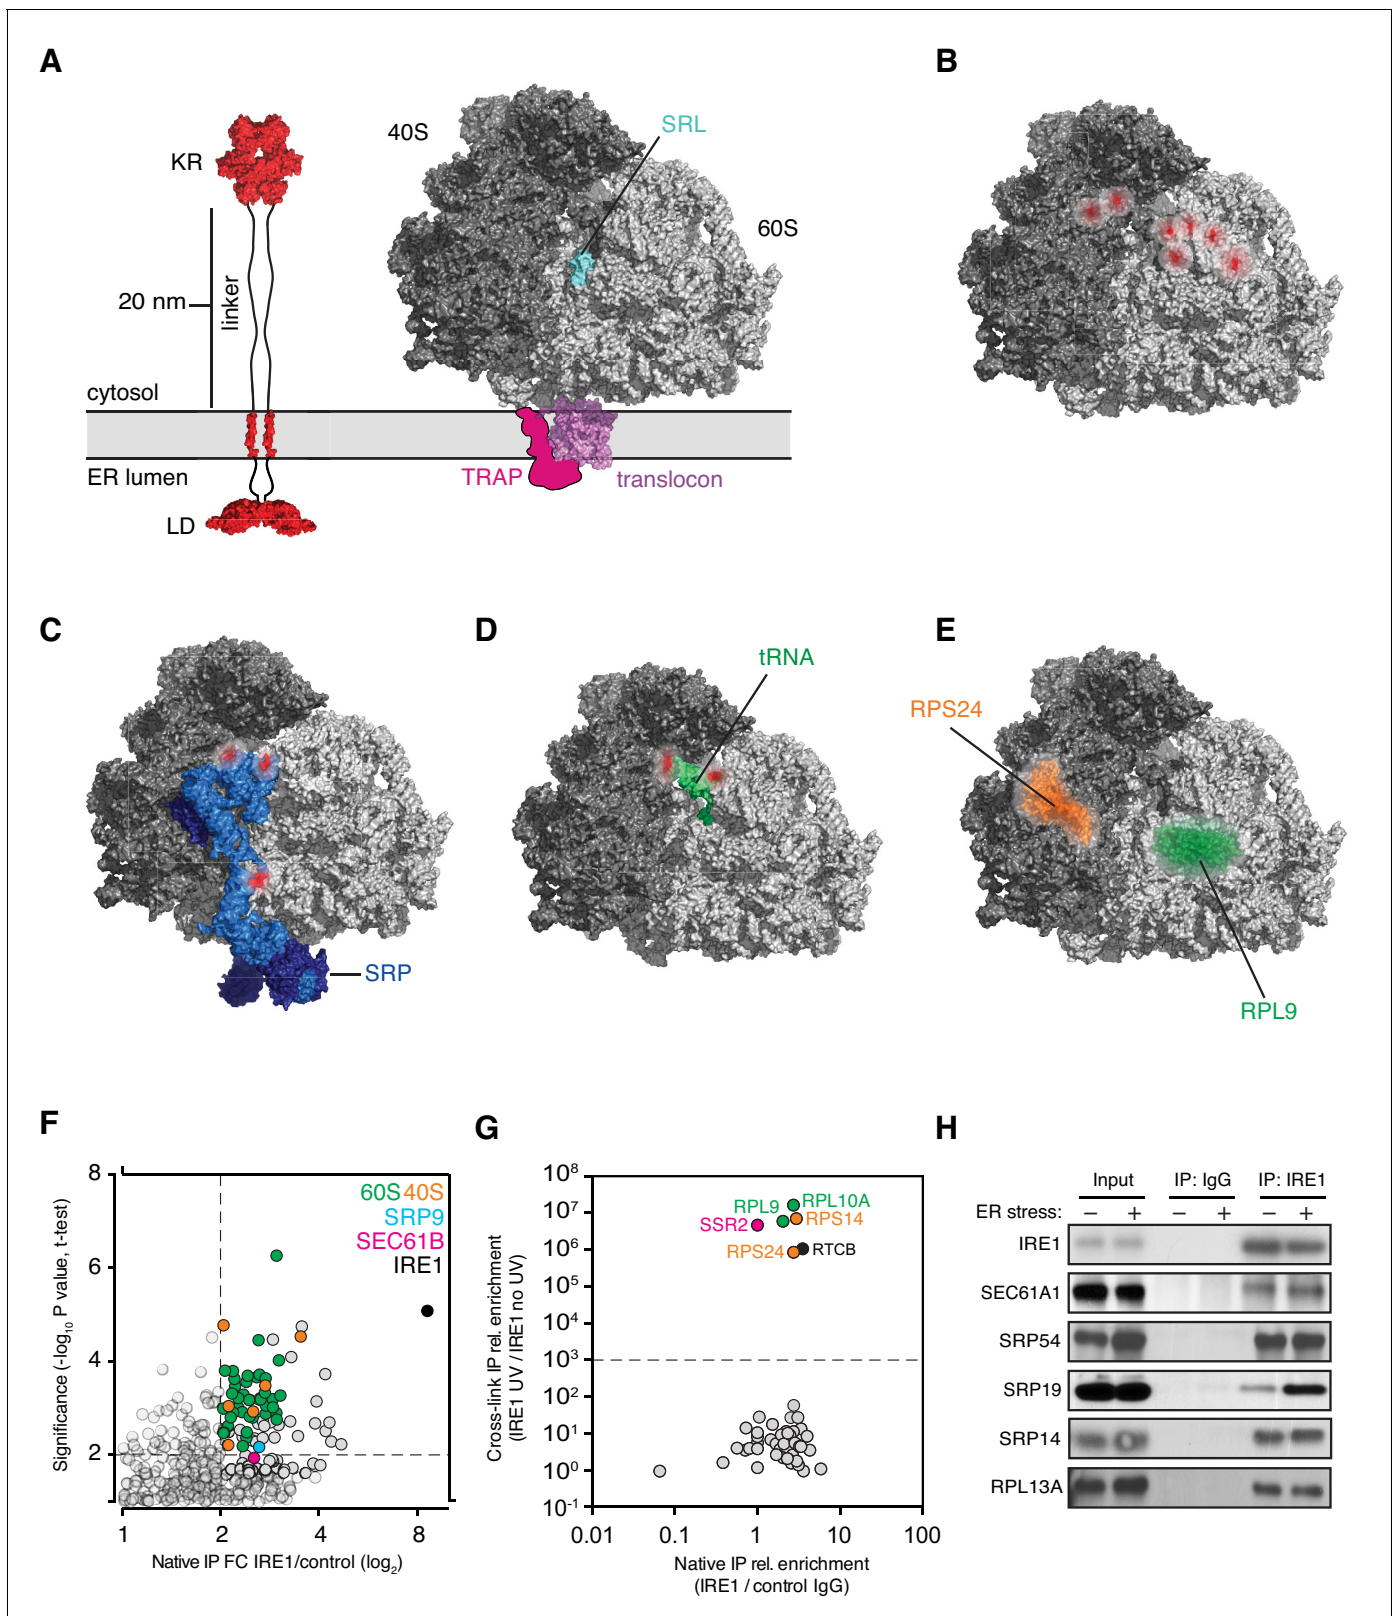 A
40S
SRL
KR
60S
20 nm
linker
cytosol
ER lumen
TRAP
translocon
LD
B
C
SRP
D
tRNA
E
RPS24
RPL9
F
Significance (-log10 P value, t-test)
8
6
4
2
60S 40S
SRP9
SEC61B
IRE1
1 2 4 8
Native IP FC IRE1/control (log2)
G
Cross-link IP rel. enrichment
(IRE1 UV / IRE1 no UV)
10^8
10^7
10^6
10^5
10^4
10^3
10^2
10^1
10^0
10^-1
RPL9 RPL10A
SSR2 RPS14
RPS24 RTCB
0.01 0.1 1 10 100
Native IP rel. enrichment
(IRE1 / control IgG)
H
Input IP: IgG IP: IRE1
ER stress: − + − + − +
IRE1
SEC61A1
SRP54
SRP19
SRP14
RPL13A